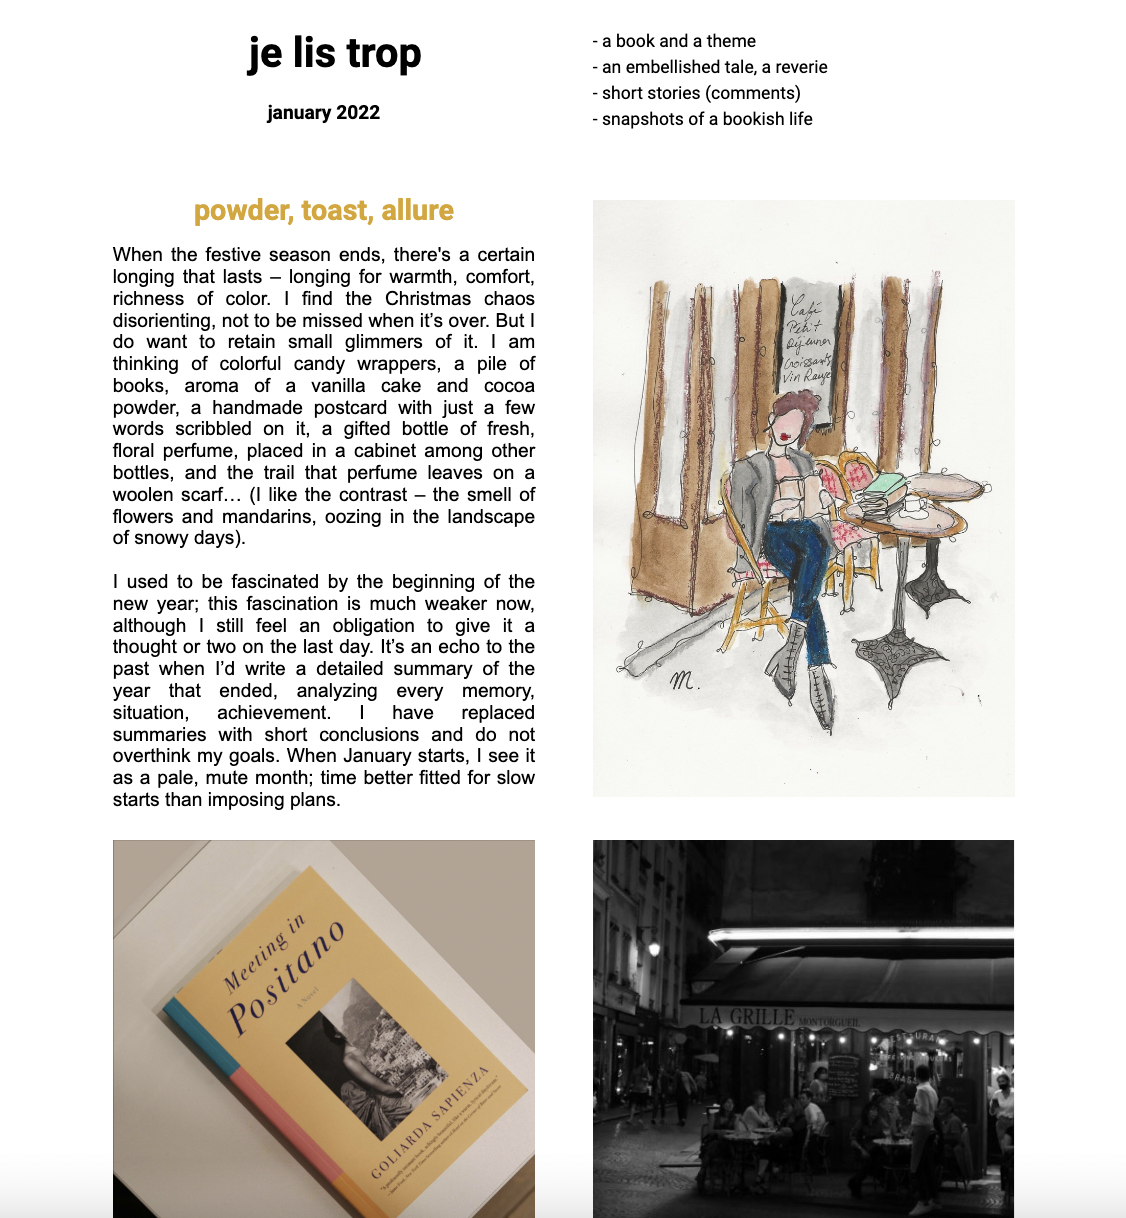 je lis trop
january 2022
- a book and a theme
- an embellished tale, a reverie
- short stories (comments)
- snapshots of a bookish life
powder, toast, allure
When the festive season ends, there's a certain
longing that lasts – longing for warmth, comfort,
richness of color. I find the Christmas chaos
disorienting, not to be missed when it’s over. But I
do want to retain small glimmers of it. I am
thinking of colorful candy wrappers, a pile of
books, aroma of a vanilla cake and cocoa
powder, a handmade postcard with just a few
words scribbled on it, a gifted bottle of fresh,
floral perfume, placed in a cabinet among other
bottles, and the trail that perfume leaves on a
woolen scarf… (I like the contrast – the smell of
flowers and mandarins, oozing in the landscape
of snowy days).
I used to be fascinated by the beginning of the
new year; this fascination is much weaker now,
although I still feel an obligation to give it a
thought or two on the last day. It’s an echo to the
past when I’d write a detailed summary of the
year that ended, analyzing every memory,
situation, achievement. I have replaced
summaries with short conclusions and do not
overthink my goals. When January starts, I see it
as a pale, mute month; time better fitted for slow
starts than imposing plans.
Café
Petit
Déjeuner
Croissants
Vin Rouge
M.
Meeting in
Positano
A Novel
GOLIARDA SAPIENZA
LA GRILLE MONTORGUEIL